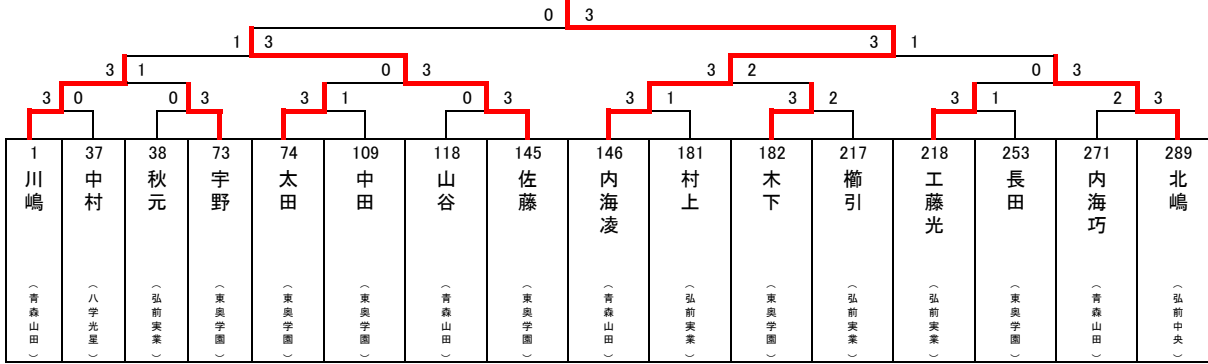 0 3
1 3 3 1
3 1 0 3 3 2 0 3
3 0 0 3 3 1 0 3 3 1 3 2 3 1 2 3
1 37 38 73 74 109 118 145 146 181 182 217 218 253 271 289
川嶋
(青森山田)
中村
(八学光星)
秋元
(弘前実業)
宇野
(東奥学園)
太田
(東奥学園)
中田
(東奥学園)
山谷
(青森山田)
佐藤
(東奥学園)
内海凌
(青森山田)
村上
(弘前実業)
木下
(東奥学園)
櫛引
(弘前実業)
工藤光
(弘前実業)
長田
(東奥学園)
内海巧
(青森山田)
北嶋
(弘前中央)